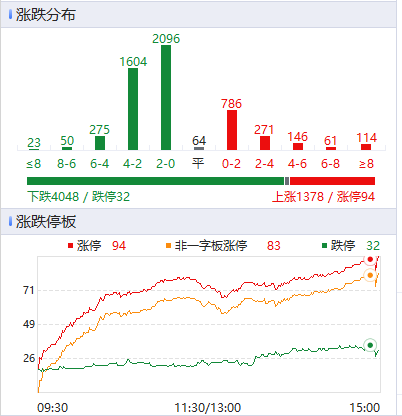 涨跌分布
23 50 275 1604 2096 64 786 271 146 61 114
≤8 8-6 6-4 4-2 2-0 平 0-2 2-4 4-6 6-8 ≥8
下跌4048 / 跌停32 上涨1378 / 涨停94
涨跌停板
涨停 94 非一字板涨停 83 跌停 32
71
49
26
09:30 11:30/13:00 15:00